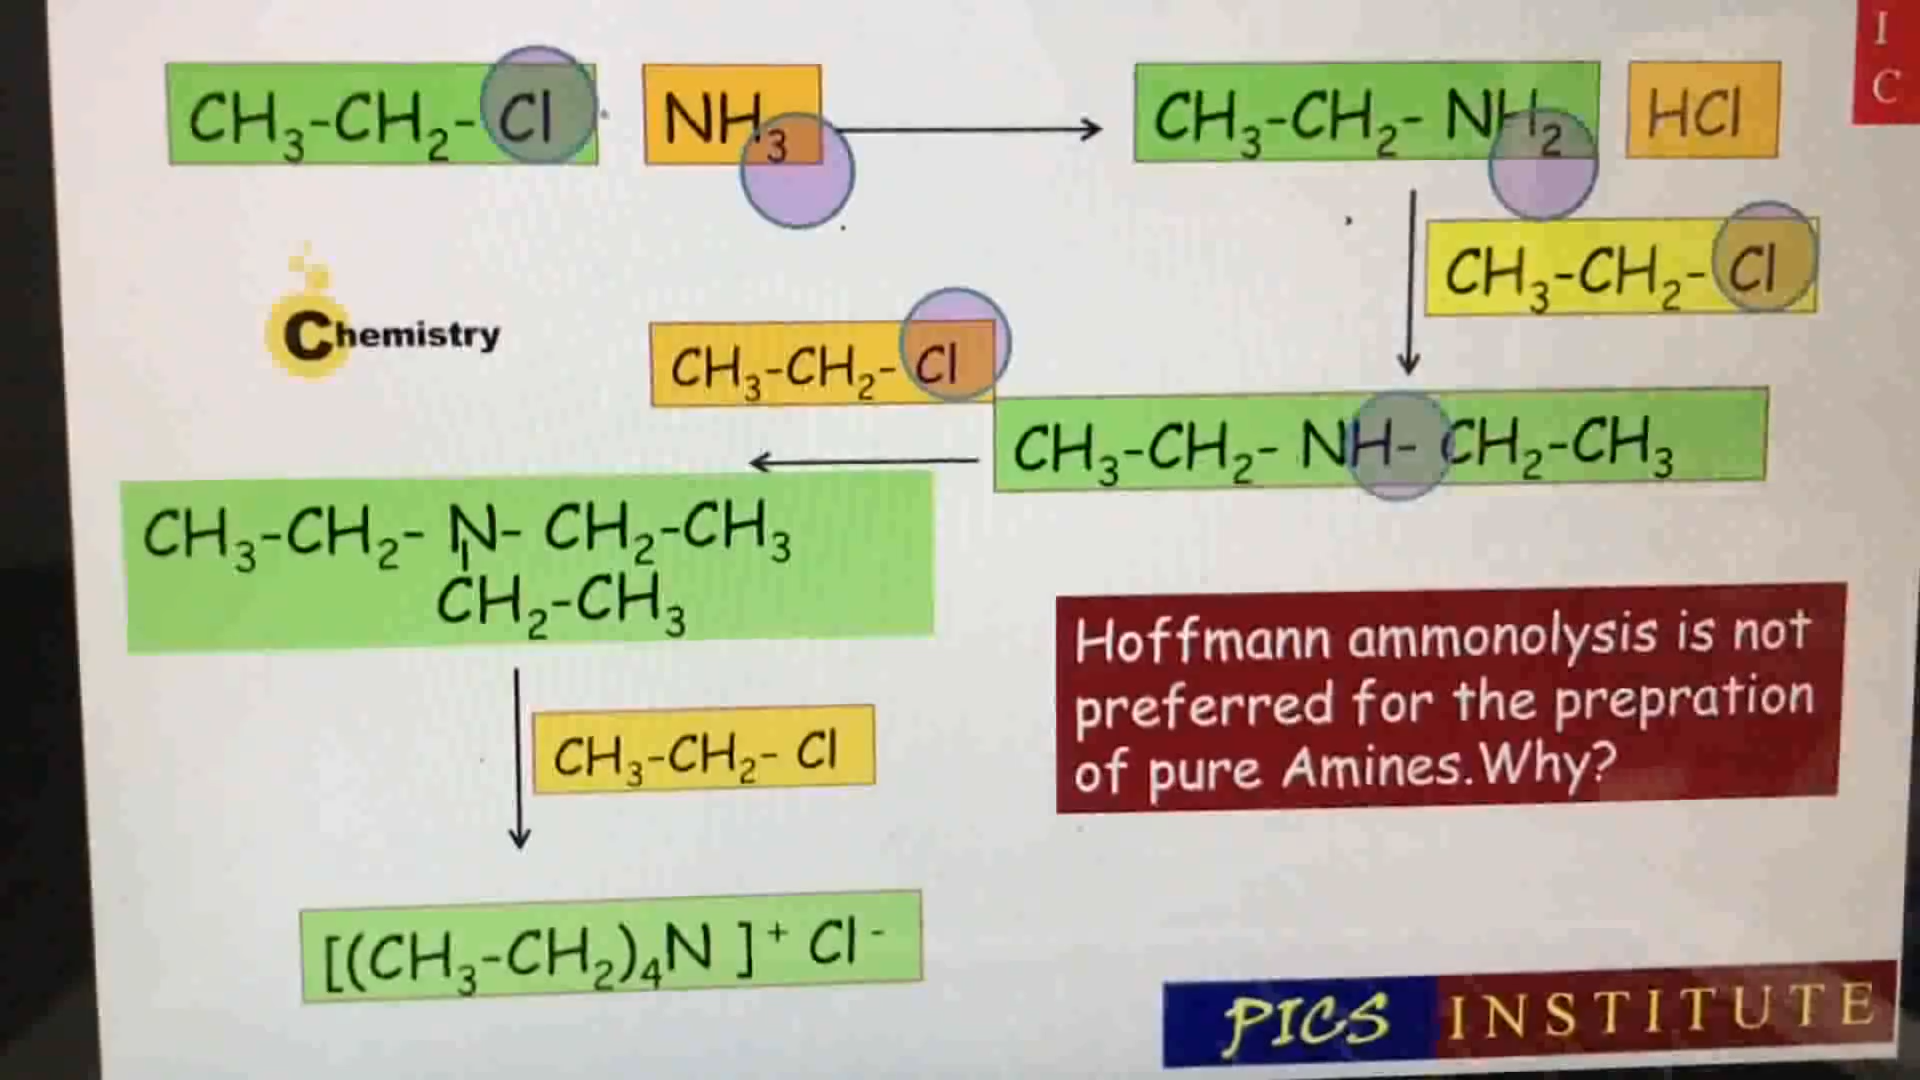 I
C
CH₃-CH₂-Cl NH₃ CH₃-CH₂- NH₂ HCl
CH₃-CH₂-Cl
Chemistry
CH₃-CH₂- Cl
CH₃-CH₂- NH- CH₂-CH₃
CH₃-CH₂- N- CH₂-CH₃
CH₂-CH₃
Hoffmann ammonolysis is not
preferred for the prepration
of pure Amines.Why?
CH₃-CH₂- Cl
[(CH₃-CH₂)₄N ]⁺ Cl⁻
PICS INSTITUTE